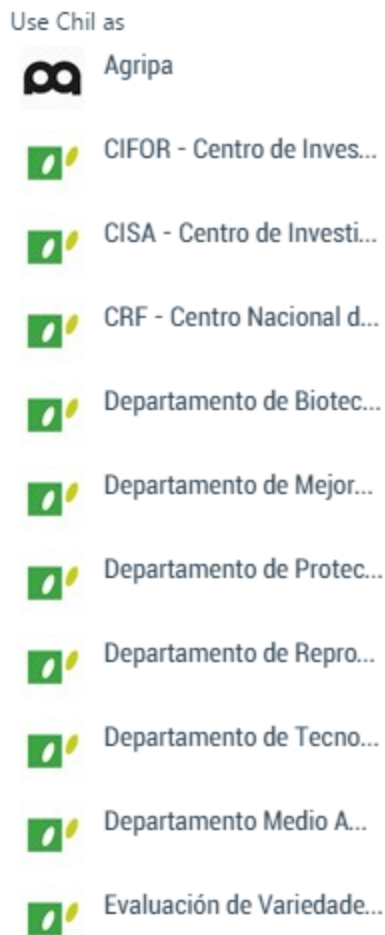 Use Chil as
Agripa
CIFOR - Centro de Inves...
CISA - Centro de Investi...
CRF - Centro Nacional d...
Departamento de Biotec...
Departamento de Mejor...
Departamento de Protec...
Departamento de Repro...
Departamento de Tecno...
Departamento Medio A...
Evaluación de Variedade...